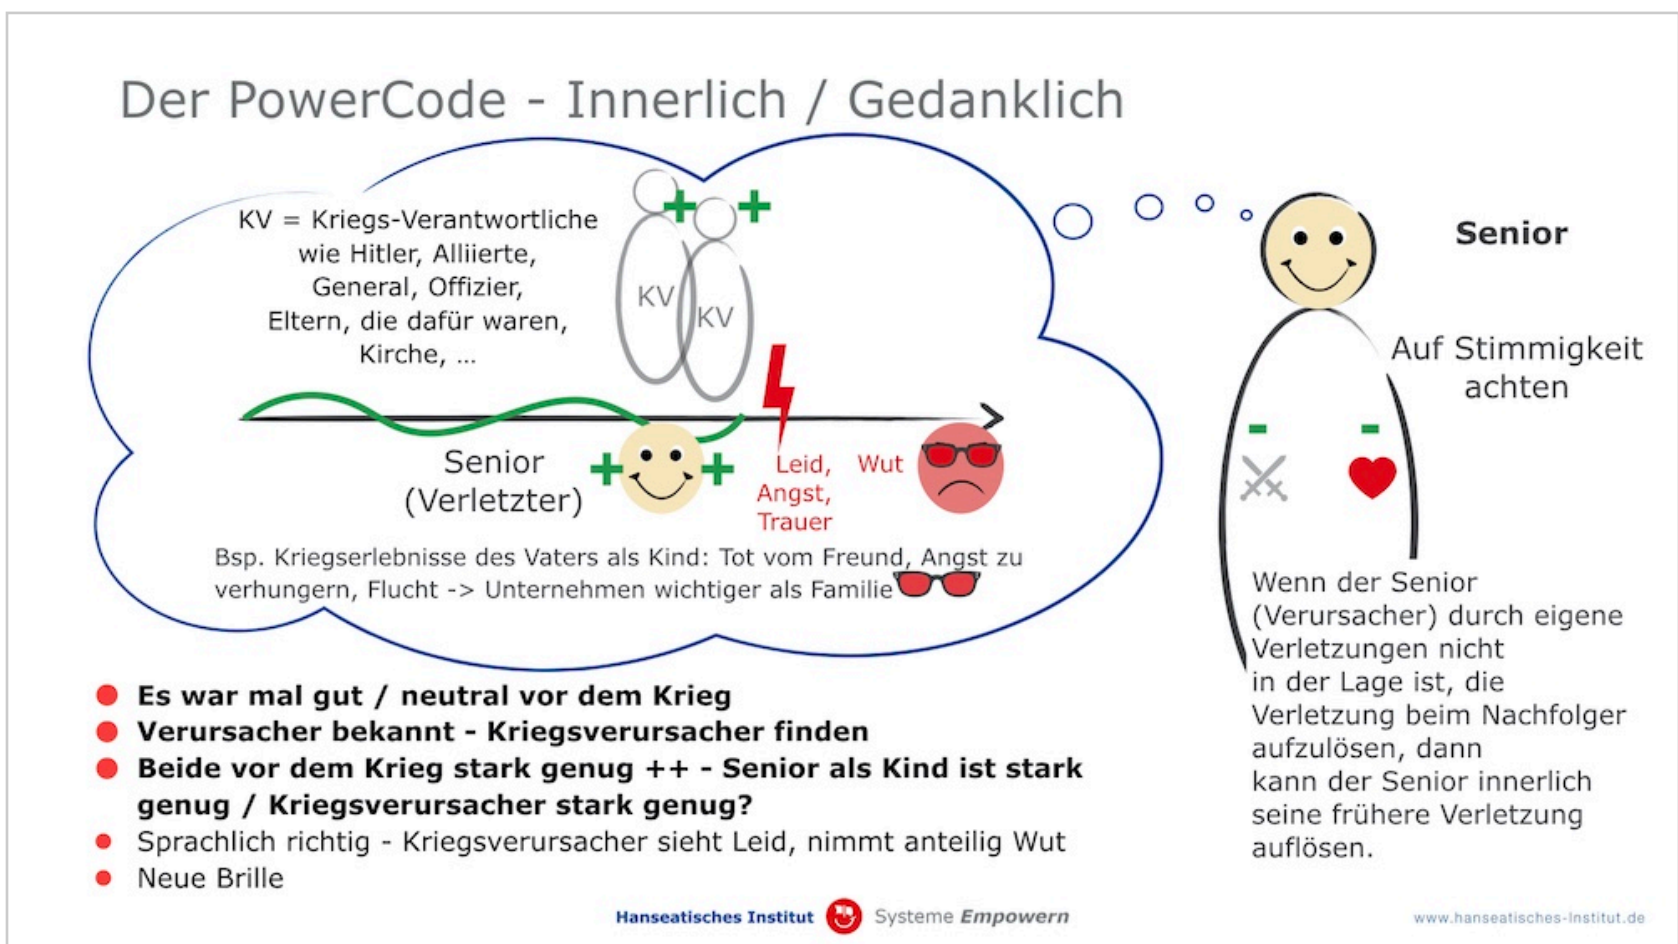 Der PowerCode - Innerlich / Gedanklich
KV = Kriegs-Verantwortliche
wie Hitler, Alliierte,
General, Offizier,
Eltern, die dafür waren,
Kirche, ...
KV
KV
Senior
(Verletzter)
Leid,
Angst,
Trauer
Wut
Bsp. Kriegserlebnisse des Vaters als Kind: Tot vom Freund, Angst zu
verhungern, Flucht -> Unternehmen wichtiger als Familie
Senior
Auf Stimmigkeit
achten
Wenn der Senior
(Verursacher) durch eigene
Verletzungen nicht
in der Lage ist, die
Verletzung beim Nachfolger
aufzulösen, dann
kann der Senior innerlich
seine frühere Verletzung
auflösen.
Es war mal gut / neutral vor dem Krieg
Verursacher bekannt - Kriegsverursacher finden
Beide vor dem Krieg stark genug ++ - Senior als Kind ist stark
genug / Kriegsverursacher stark genug?
Sprachlich richtig - Kriegsverursacher sieht Leid, nimmt anteilig Wut
Neue Brille
Hanseatisches Institut Systeme Empowern
www.hanseatisches-institut.de